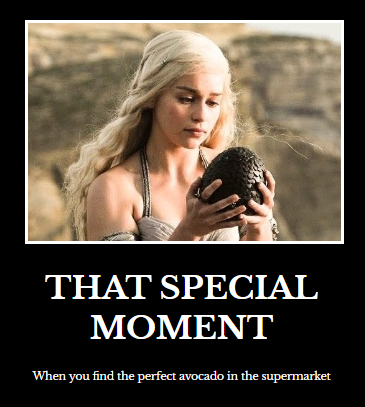 THAT SPECIAL
MOMENT
When you find the perfect avocado in the supermarket